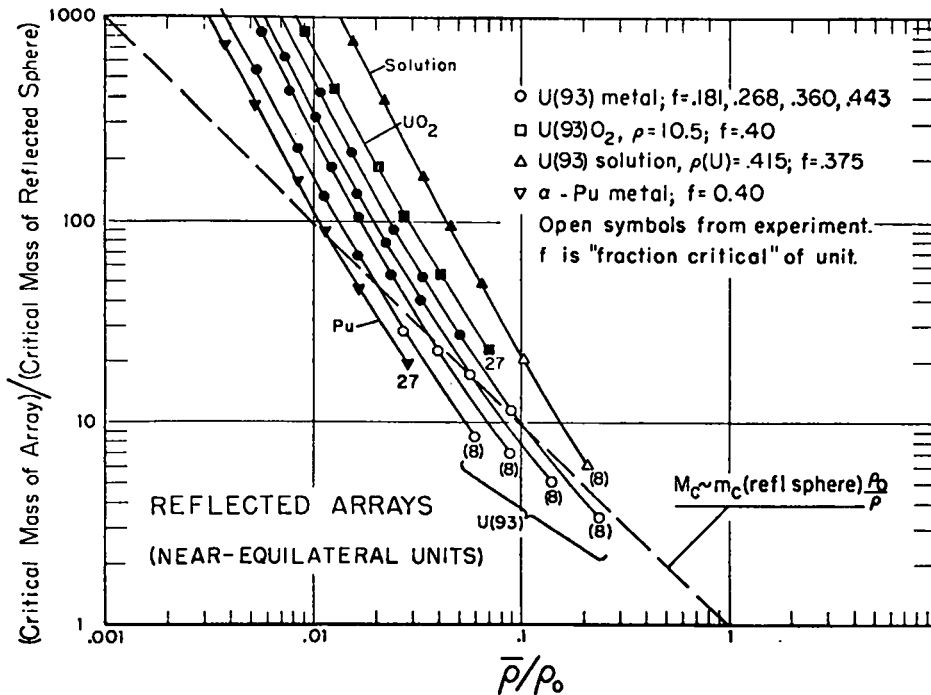 (Critical Mass of Array)/(Critical Mass of Reflected Sphere)
1000
100
10
1
.001
.01
.1
1
ρ̅/ρ₀
Solution
UO₂
Pu
27
27
(8)
(8)
(8)
(8)
(8)
U(93)
○ U(93) metal; f=.181, .268, .360, .443
■ U(93)O₂, ρ=10.5; f=.40
△ U(93) solution, ρ(U)=.415; f=.375
▼ α-Pu metal; f=0.40
Open symbols from experiment.
f is "fraction critical" of unit.
REFLECTED ARRAYS
(NEAR-EQUILATERAL UNITS)
M_C~m_C(refl sphere) ρ₀/ρ̅